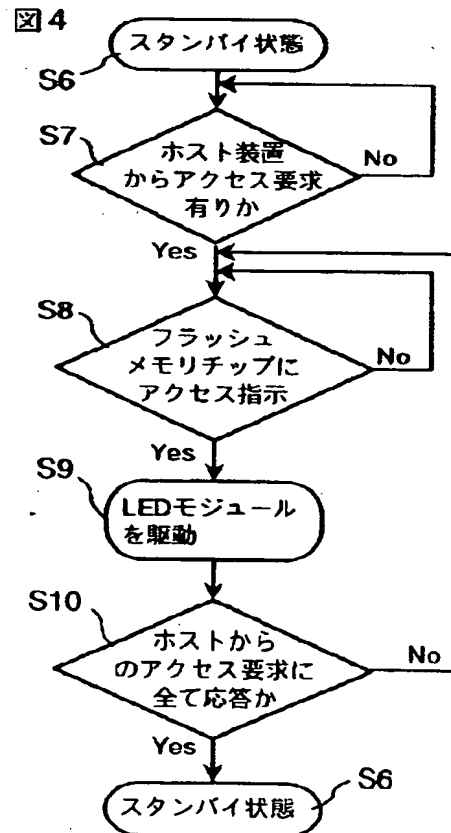 図4
スタンバイ状態
S6
S7
ホスト装置
からアクセス要求
有りか
No
Yes
S8
フラッシュ
メモリチップに
アクセス指示
No
Yes
S9
LEDモジュール
を駆動
S10
ホストから
のアクセス要求に
全て応答か
No
Yes
S6
スタンバイ状態